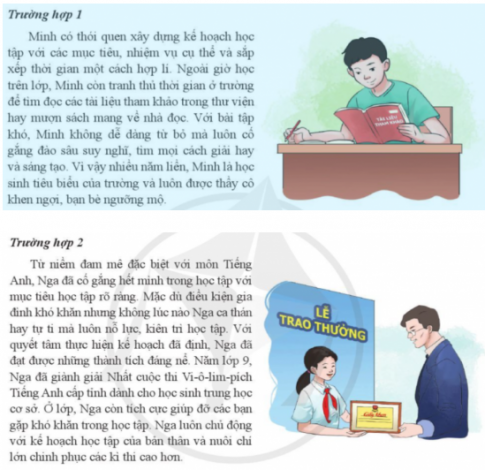 Trường hợp 1
Minh có thói quen xây dựng kế hoạch học
tập với các mục tiêu, nhiệm vụ cụ thể và sắp
xếp thời gian một cách hợp lí. Ngoài giờ học
trên lớp, Minh còn tranh thủ thời gian ở trường
để tìm đọc các tài liệu tham khảo trong thư viện
hay mượn sách mang về nhà đọc. Với bài tập
khó, Minh không dễ dàng từ bỏ mà luôn cố
gắng đào sâu suy nghĩ, tìm mọi cách giải hay
và sáng tạo. Vì vậy nhiều năm liền, Minh là học
sinh tiêu biểu của trường và luôn được thầy cô
khen ngợi, bạn bè ngưỡng mộ.
TÀI LIỆU
THAM KHẢO
Trường hợp 2
Từ niềm đam mê đặc biệt với môn Tiếng
Anh, Nga đã cố gắng hết mình trong học tập với
mục tiêu học tập rõ ràng. Mặc dù điều kiện gia
đình khó khăn nhưng không lúc nào Nga ca thán
hay tự ti mà luôn nỗ lực, kiên trì học tập. Với
quyết tâm thực hiện kế hoạch đã định, Nga đã
đạt được những thành tích đáng nể. Năm lớp 9,
Nga đã giành giải Nhất cuộc thi Vi-ô-lim-pích
Tiếng Anh cấp tỉnh dành cho học sinh trung học
cơ sở. Ở lớp, Nga còn tích cực giúp đỡ các bạn
gặp khó khăn trong học tập. Nga luôn chủ động
với kế hoạch học tập của bản thân và nuôi chí
lớn chinh phục các kì thi cao hơn.
LỄ
TRAO THƯỞNG